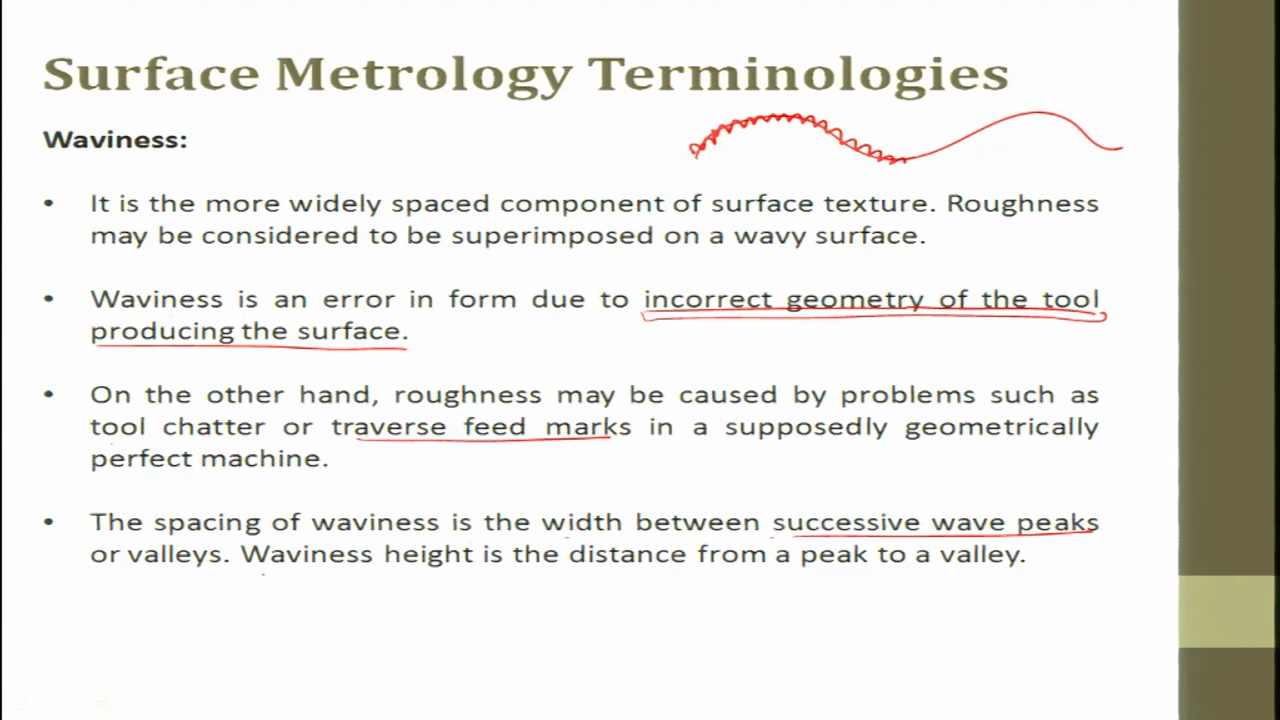 Surface Metrology Terminologies
Waviness:
• It is the more widely spaced component of surface texture. Roughness
may be considered to be superimposed on a wavy surface.
• Waviness is an error in form due to incorrect geometry of the tool
producing the surface.
• On the other hand, roughness may be caused by problems such as
tool chatter or traverse feed marks in a supposedly geometrically
perfect machine.
• The spacing of waviness is the width between successive wave peaks
or valleys. Waviness height is the distance from a peak to a valley.